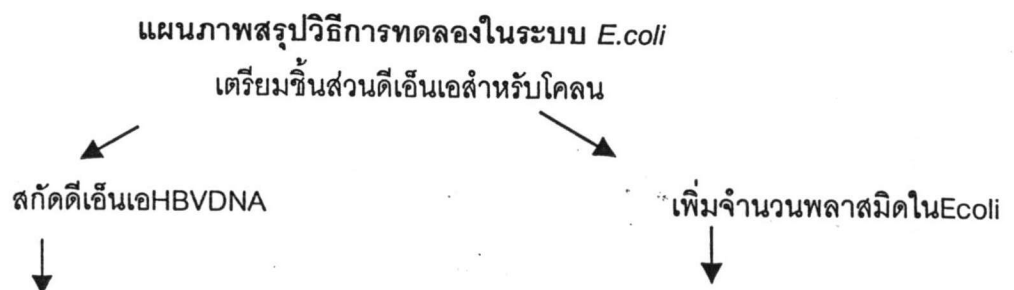 แผนภาพสรุปวิธีการทดลองในระบบ E.coli
เตรียมชิ้นส่วนดีเอ็นเอสำหรับโคลน
สกัดดีเอ็นเอHBVDNA
เพิ่มจำนวนพลาสมิดในEcoli